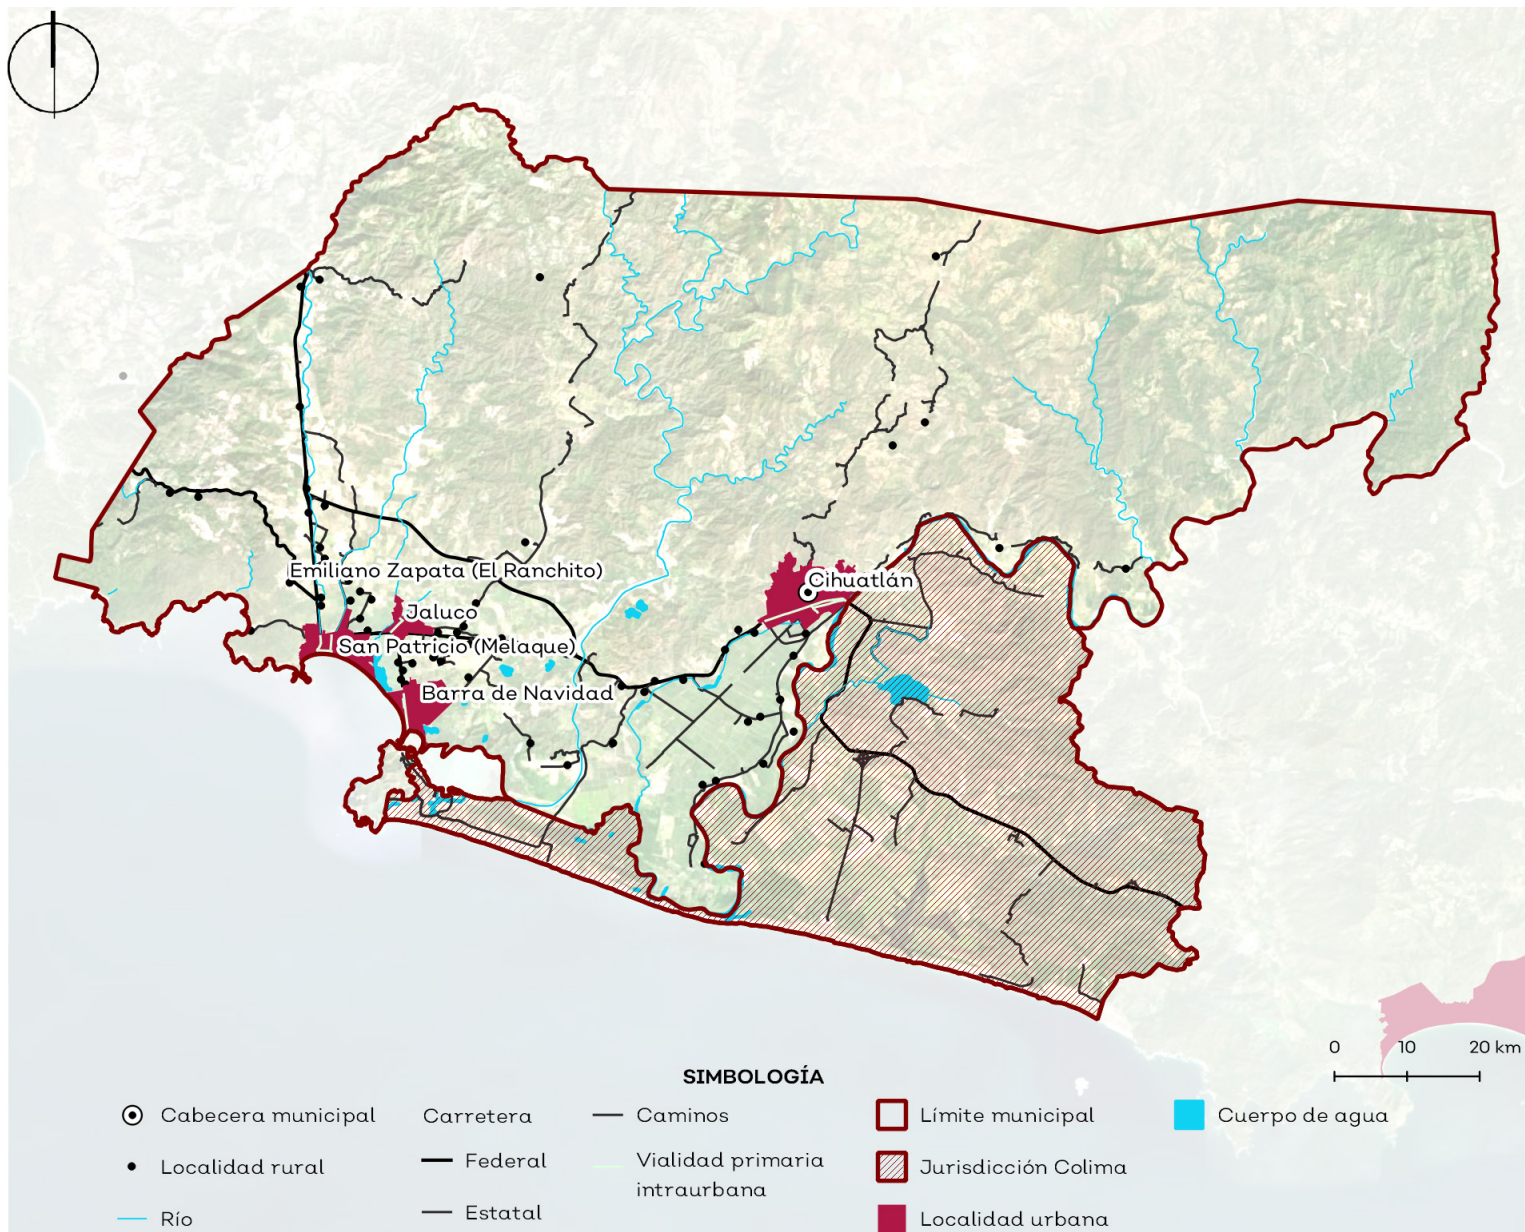 Emiliano Zapata (El Ranchito)
Cihuatlán
Jaluco
San Patricio (Melaque)
Barra de Navidad
0 10 20 km
SIMBOLOGÍA
Cabecera municipal
Localidad rural
Río
Carretera
Federal
Estatal
Caminos
Vialidad primaria
intraurbana
Límite municipal
Jurisdicción Colima
Localidad urbana
Cuerpo de agua